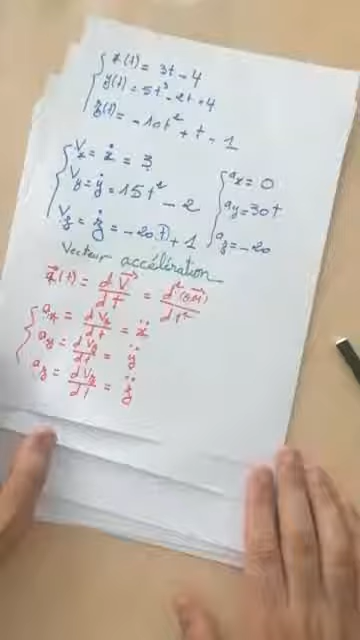 x(t) = 3t - 4
y(t) = 5t³ - 2t + 4
z(t) = -10t² + t - 1
Vx = ẋ = 3
Vy = ẏ = 15t² - 2
Vz = ż = -20t + 1
ax = 0
ay = 30t
az = -20
Vecteur accélération
a⃗(t) = dV⃗/dt = d²(OM⃗)/dt²
ax = dVx/dt = ẍ
ay = dVy/dt = ÿ
az = dVz/dt = z̈